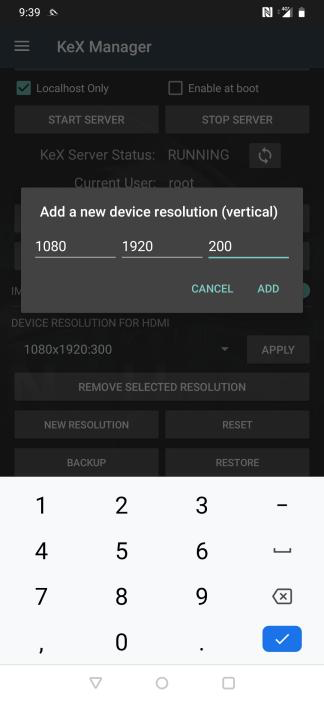 9:39
KeX Manager
Localhost Only
Enable at boot
START SERVER
STOP SERVER
KeX Server Status: RUNNING
Current User: root
Add a new device resolution (vertical)
1080 1920 200
CANCEL ADD
IM
DEVICE RESOLUTION FOR HDMI
1080x1920:300
APPLY
REMOVE SELECTED RESOLUTION
NEW RESOLUTION
RESET
BACKUP
RESTORE
1 2 3 -
4 5 6
7 8 9
, 0 .